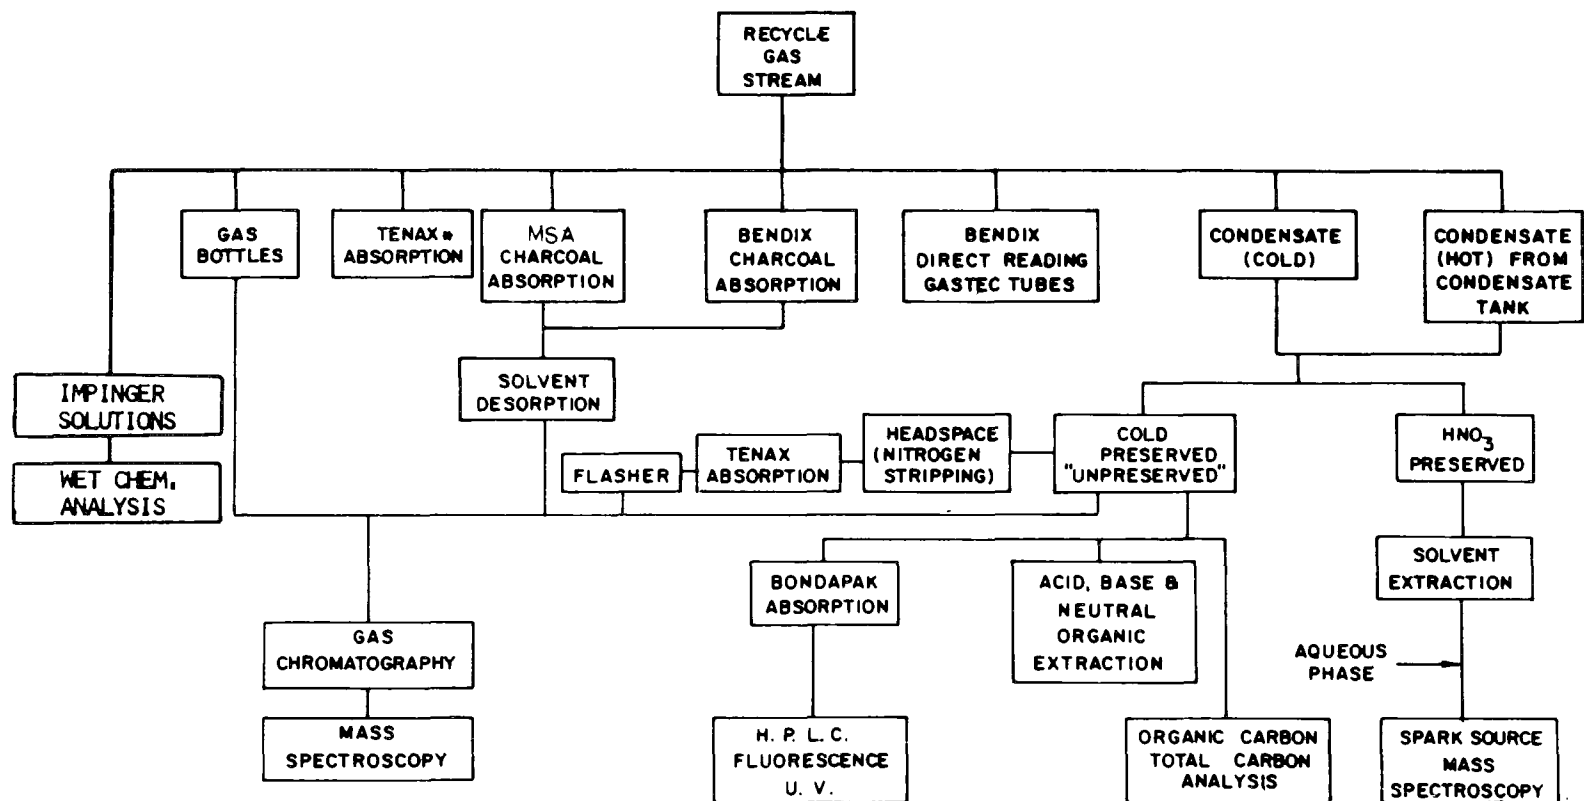 RECYCLE
GAS
STREAM
GAS
BOTTLES
TENAX*
ABSORPTION
MSA
CHARCOAL
ABSORPTION
BENDIX
CHARCOAL
ABSORPTION
BENDIX
DIRECT READING
GASTEC TUBES
CONDENSATE
(COLD)
CONDENSATE
(HOT) FROM
CONDENSATE
TANK
IMPINGER
SOLUTIONS
WET CHEM.
ANALYSIS
SOLVENT
DESORPTION
FLASHER
TENAX
ABSORPTION
HEADSPACE
(NITROGEN
STRIPPING)
COLD
PRESERVED
"UNPRESERVED"
HNO3
PRESERVED
BONDAPAK
ABSORPTION
ACID, BASE &
NEUTRAL
ORGANIC
EXTRACTION
SOLVENT
EXTRACTION
GAS
CHROMATOGRAPHY
AQUEOUS
PHASE
MASS
SPECTROSCOPY
H. P. L. C.
FLUORESCENCE
U. V.
ORGANIC CARBON
TOTAL CARBON
ANALYSIS
SPARK SOURCE
MASS
SPECTROSCOPY